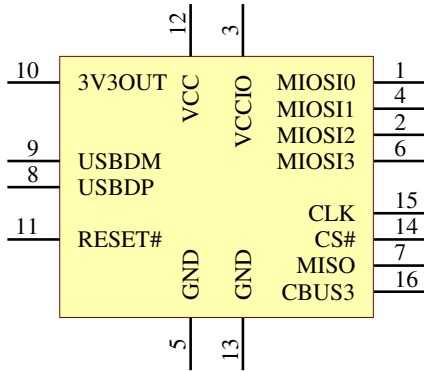 12 3
10 3V3OUT VCC VCCIO MIOSI0 1
MIOSI1 4
MIOSI2 2
9 USBDM MIOSI3 6
8 USBDP
CLK 15
11 RESET# CS# 14
GND GND MISO 7
CBUS3 16
5 13